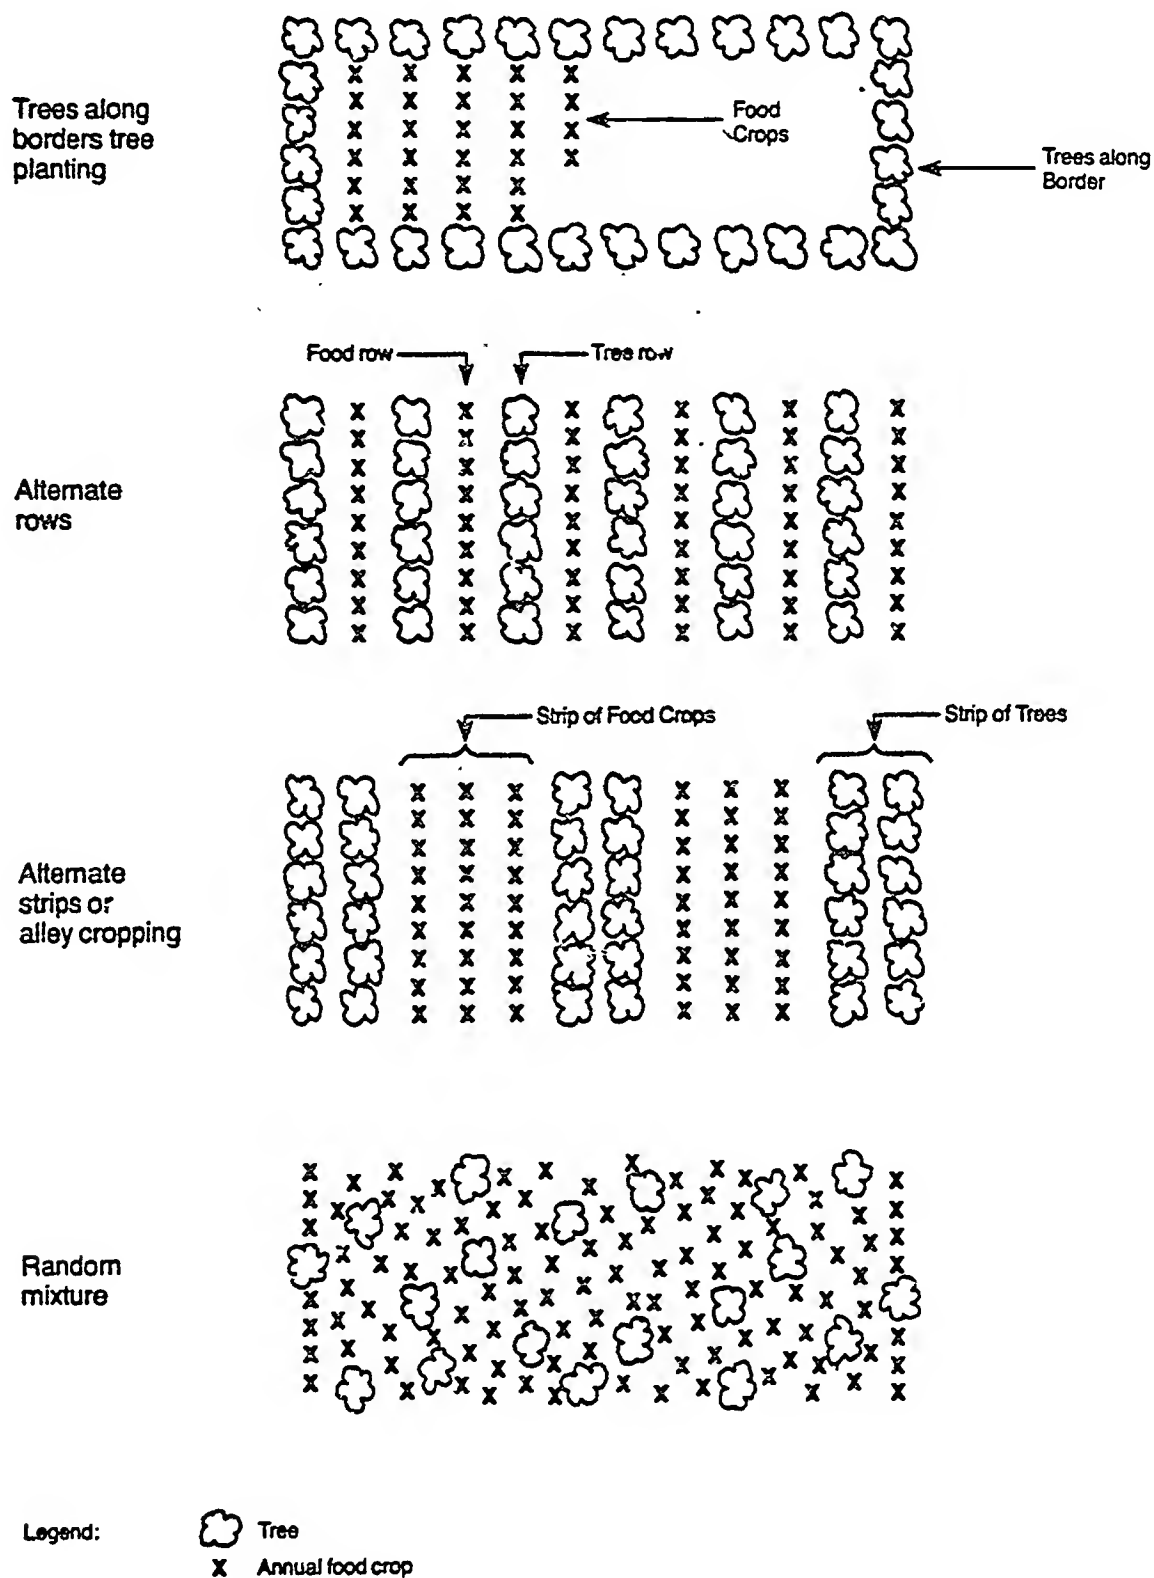 Trees along
borders tree
planting
Food
Crops
Trees along
Border
Food row
Tree row
Alternate
rows
Strip of Food Crops
Strip of Trees
Alternate
strips or
alley cropping
Random
mixture
Legend:
Tree
X Annual food crop